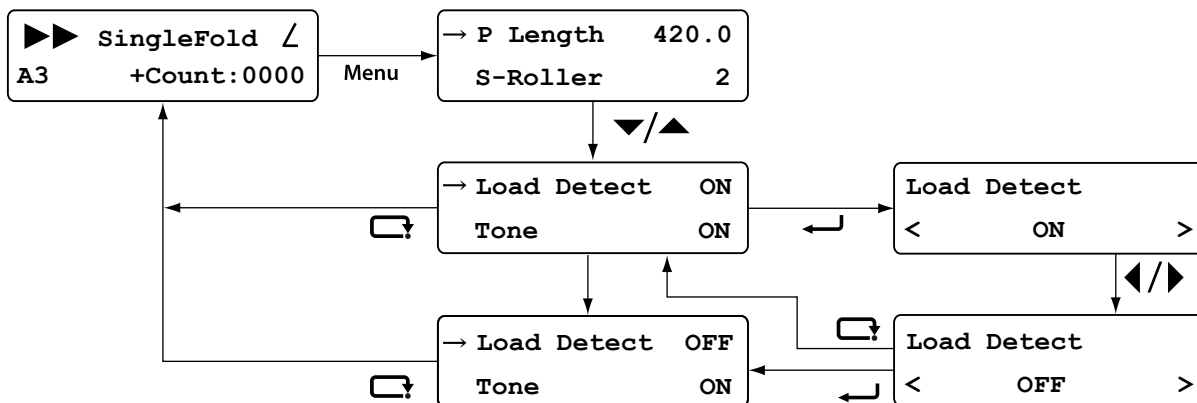 ▶▶ SingleFold ∠
A3 +Count:0000
Menu
→ P Length 420.0
S-Roller 2
▼/▲
→ Load Detect ON
Tone ON
Load Detect
< ON >
◀/▶
→ Load Detect OFF
Tone ON
Load Detect
< OFF >